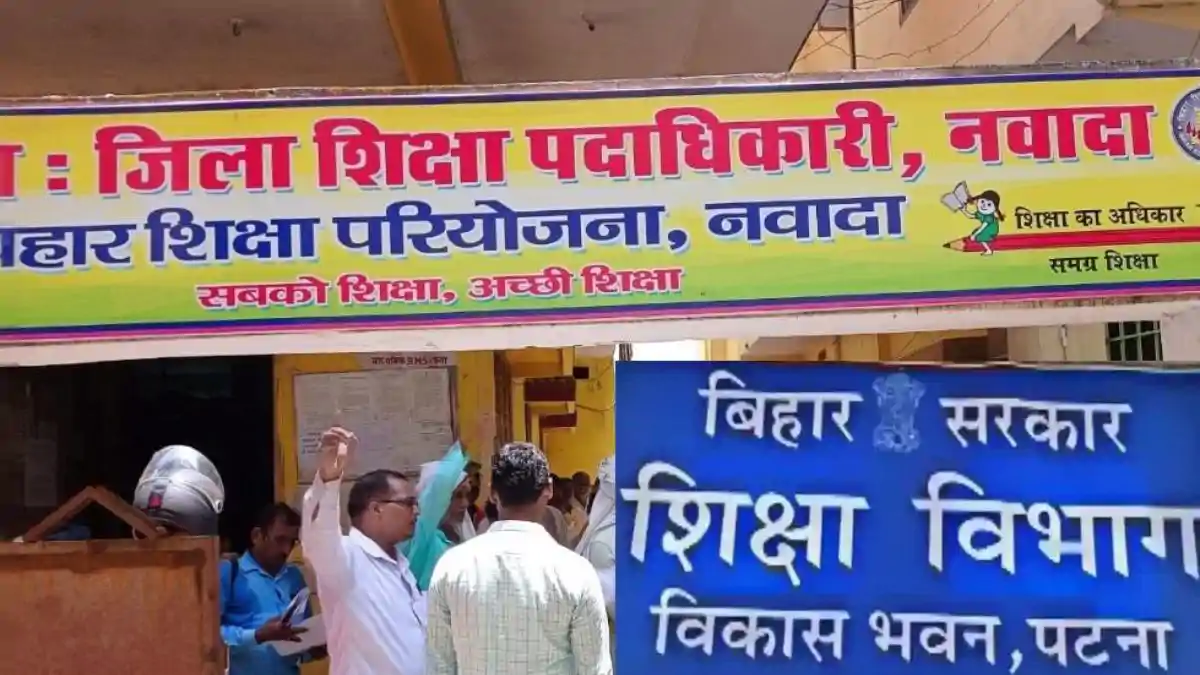 : जिला शिक्षा पदाधिकारी, नवादा
बिहार शिक्षा परियोजना, नवादा
सबको शिक्षा, अच्छी शिक्षा
शिक्षा का अधिकार
समग्र शिक्षा
बिहार सरकार
शिक्षा विभाग
विकास भवन, पटना